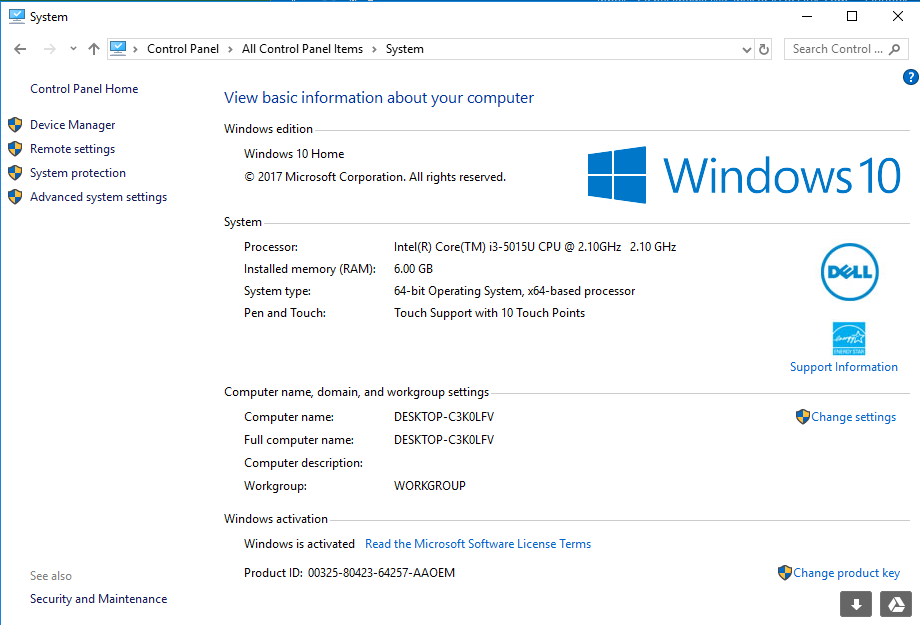 System
Control Panel > All Control Panel Items > System
Search Control ...
Control Panel Home
Device Manager
Remote settings
System protection
Advanced system settings
See also
Security and Maintenance
?
View basic information about your computer
Windows edition
Windows 10 Home
© 2017 Microsoft Corporation. All rights reserved.
Windows 10
System
Processor: Intel(R) Core(TM) i3-5015U CPU @ 2.10GHz 2.10 GHz
Installed memory (RAM): 6.00 GB
System type: 64-bit Operating System, x64-based processor
Pen and Touch: Touch Support with 10 Touch Points
DELL
ENERGY STAR
Support Information
Computer name, domain, and workgroup settings
Computer name: DESKTOP-C3K0LFV
Change settings
Full computer name: DESKTOP-C3K0LFV
Computer description:
Workgroup: WORKGROUP
Windows activation
Windows is activated Read the Microsoft Software License Terms
Product ID: 00325-80423-64257-AAOEM
Change product key